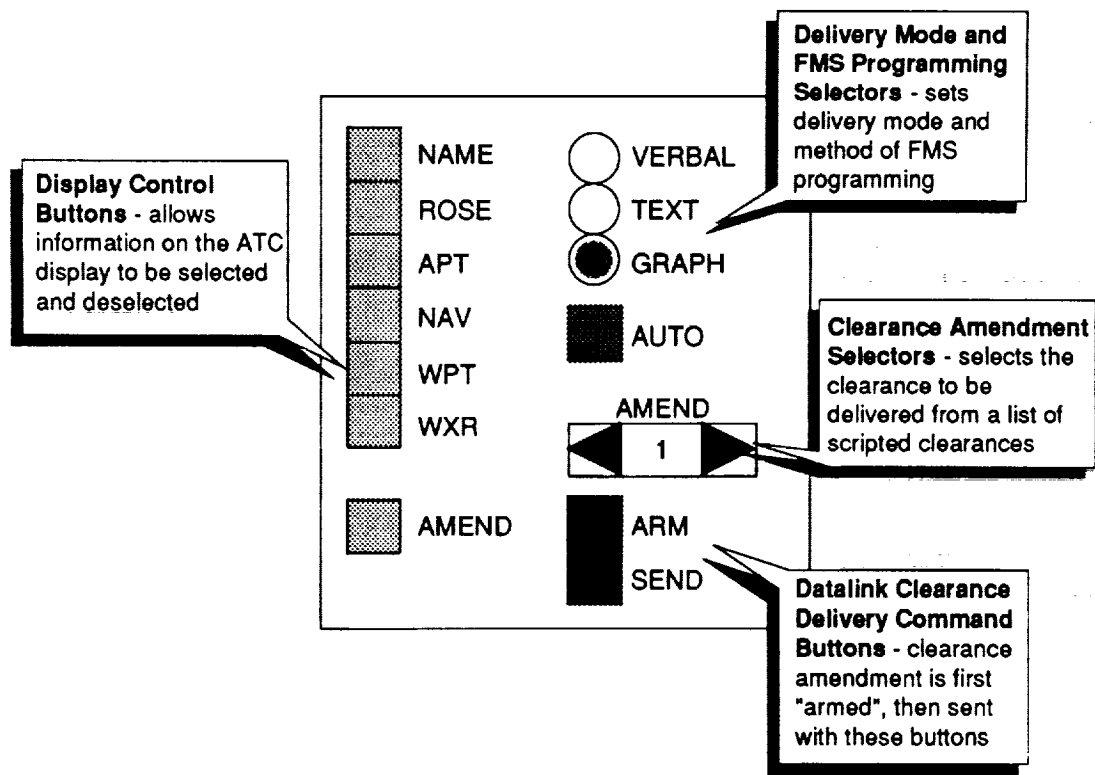 Delivery Mode and
FMS Programming
Selectors - sets
delivery mode and
method of FMS
programming
Display Control
Buttons - allows
information on the ATC
display to be selected
and deselected
NAME
ROSE
APT
NAV
WPT
WXR
AMEND
VERBAL
TEXT
GRAPH
AUTO
AMEND
1
ARM
SEND
Clearance Amendment
Selectors - selects the
clearance to be
delivered from a list of
scripted clearances
Datalink Clearance
Delivery Command
Buttons - clearance
amendment is first
"armed", then sent
with these buttons